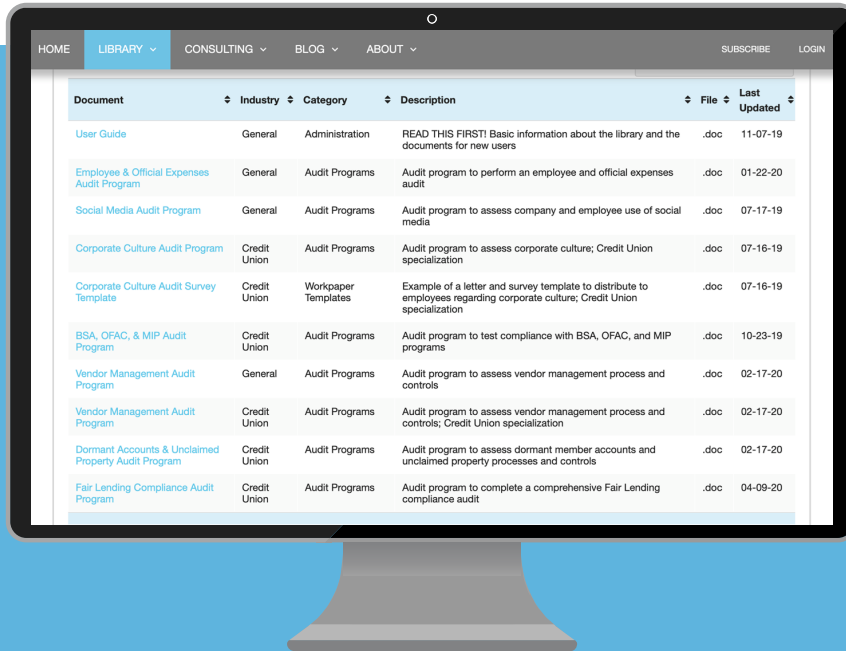 HOME LIBRARY CONSULTING BLOG ABOUT SUBSCRIBE LOGIN
Document Industry Category Description File Last Updated
User Guide General Administration READ THIS FIRST! Basic information about the library and the .doc 11-07-19
documents for new users
Employee & Official Expenses General Audit Programs Audit program to perform an employee and official expenses .doc 01-22-20
Audit Program audit
Social Media Audit Program General Audit Programs Audit program to assess company and employee use of social .doc 07-17-19
media
Corporate Culture Audit Program Credit Audit Programs Audit program to assess corporate culture; Credit Union .doc 07-16-19
Union specialization
Corporate Culture Audit Survey Credit Workpaper Example of a letter and survey template to distribute to .doc 07-16-19
Template Union Templates employees regarding corporate culture; Credit Union
specialization
BSA, OFAC, & MIP Audit Credit Audit Programs Audit program to test compliance with BSA, OFAC, and MIP .doc 10-23-19
Program Union programs
Vendor Management Audit General Audit Programs Audit program to assess vendor management process and .doc 02-17-20
Program controls
Vendor Management Audit Credit Audit Programs Audit program to assess vendor management process and .doc 02-17-20
Program Union controls; Credit Union specialization
Dormant Accounts & Unclaimed Credit Audit Programs Audit program to assess dormant member accounts and .doc 02-17-20
Property Audit Program Union unclaimed property processes and controls
Fair Lending Compliance Audit Credit Audit Programs Audit program to complete a comprehensive Fair Lending .doc 04-09-20
Program Union compliance audit